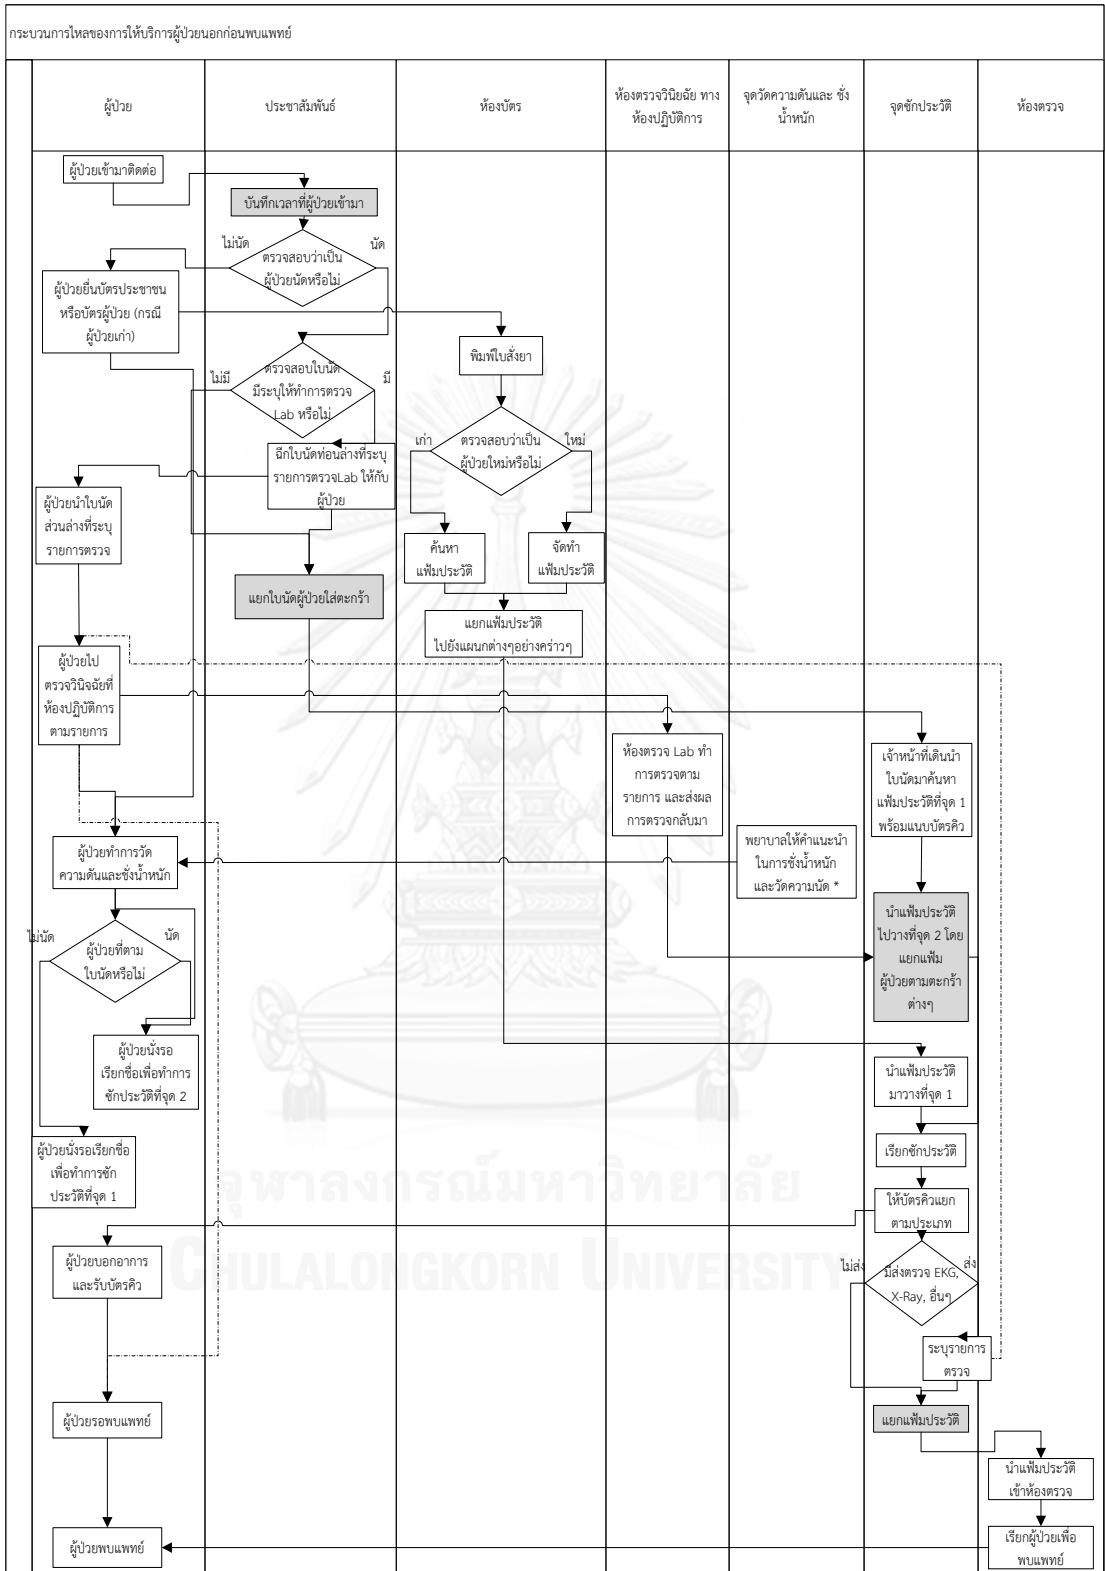 กระบวนการไหลของการให้บริการผู้ป่วยนอกก่อนพบแพทย์
ผู้ป่วย
ประชาสัมพันธ์
ห้องบัตร
ห้องตรวจวินิยฉัย ทาง
ห้องปฏิบัติการ
จุดวัดความดันและ ชั่ง
น้ำหนัก
จุดซักประวัติ
ห้องตรวจ
ผู้ป่วยเข้ามาติดต่อ
บันทึกเวลาที่ผู้ป่วยเข้ามา
ไม่นัด
นัด
ตรวจสอบว่าเป็น
ผู้ป่วยนัดหรือไม่
ผู้ป่วยยื่นบัตรประชาชน
หรือบัตรผู้ป่วย (กรณี
ผู้ป่วยเก่า)
พิมพ์ใบสั่งยา
ไม่มี
มี
ตรวจสอบใบนัด
มีระบุให้ทำการตรวจ
Lab หรือไม่
เก่า
ใหม่
ตรวจสอบว่าเป็น
ผู้ป่วยใหม่หรือไม่
ฉีกใบนัดท่อนล่างที่ระบุ
รายการตรวจLab ให้กับ
ผู้ป่วย
ผู้ป่วยนำใบนัด
ส่วนล่างที่ระบุ
รายการตรวจ
ค้นหา
แฟ้มประวัติ
จัดทำ
แฟ้มประวัติ
แยกใบนัดผู้ป่วยใส่ตะกร้า
แยกแฟ้มประวัติ
ไปยังแผนกต่างๆอย่างคร่าวๆ
ผู้ป่วยไป
ตรวจวินิจฉัยที่
ห้องปฏิบัติการ
ตามรายการ
ห้องตรวจ Lab ทำ
การตรวจตาม
รายการ และส่งผล
การตรวจกลับมา
เจ้าหน้าที่เดินนำ
ใบนัดมาค้นหา
แฟ้มประวัติที่จุด 1
พร้อมแนบบัตรคิว
ผู้ป่วยทำการวัด
ความดันและชั่งน้ำหนัก
พยาบาลให้คำแนะนำ
ในการชั่งน้ำหนัก
และวัดความนัด *
นำแฟ้มประวัติ
ไปวางที่จุด 2 โดย
แยกแฟ้ม
ผู้ป่วยตามตะกร้า
ต่างๆ
ไม่นัด
นัด
ผู้ป่วยที่ตาม
ใบนัดหรือไม่
ผู้ป่วยนั่งรอ
เรียกชื่อเพื่อทำการ
ซักประวัติที่จุด 2
นำแฟ้มประวัติ
มาวางที่จุด 1
ผู้ป่วยนั่งรอเรียกชื่อ
เพื่อทำการซัก
ประวัติที่จุด 1
เรียกซักประวัติ
ให้บัตรคิวแยก
ตามประเภท
จุฬาลงกรณ์มหาวิทยาลัย
CHULALONGKORN UNIVERSITY
ผู้ป่วยบอกอาการ
และรับบัตรคิว
ไม่ส่ง
ส่ง
มีส่งตรวจ EKG,
X-Ray, อื่นๆ
ระบุรายการ
ตรวจ
ผู้ป่วยรอพบแพทย์
แยกแฟ้มประวัติ
นำแฟ้มประวัติ
เข้าห้องตรวจ
ผู้ป่วยพบแพทย์
เรียกผู้ป่วยเพื่อ
พบแพทย์